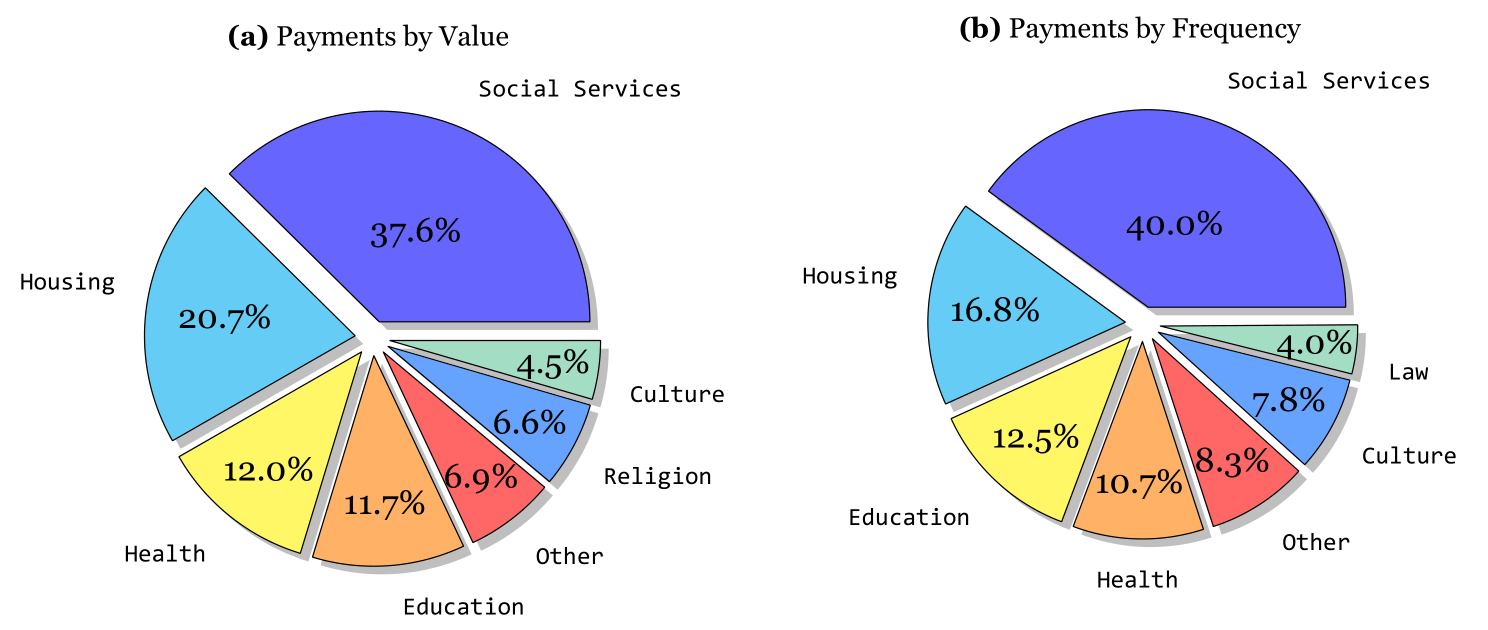 (a) Payments by Value
Social Services
37.6%
Housing
20.7%
4.5%
Culture
6.6%
Religion
12.0%
6.9%
11.7%
Health
Other
Education
(b) Payments by Frequency
Social Services
40.0%
Housing
16.8%
4.0%
Law
7.8%
Culture
12.5%
8.3%
10.7%
Education
Other
Health